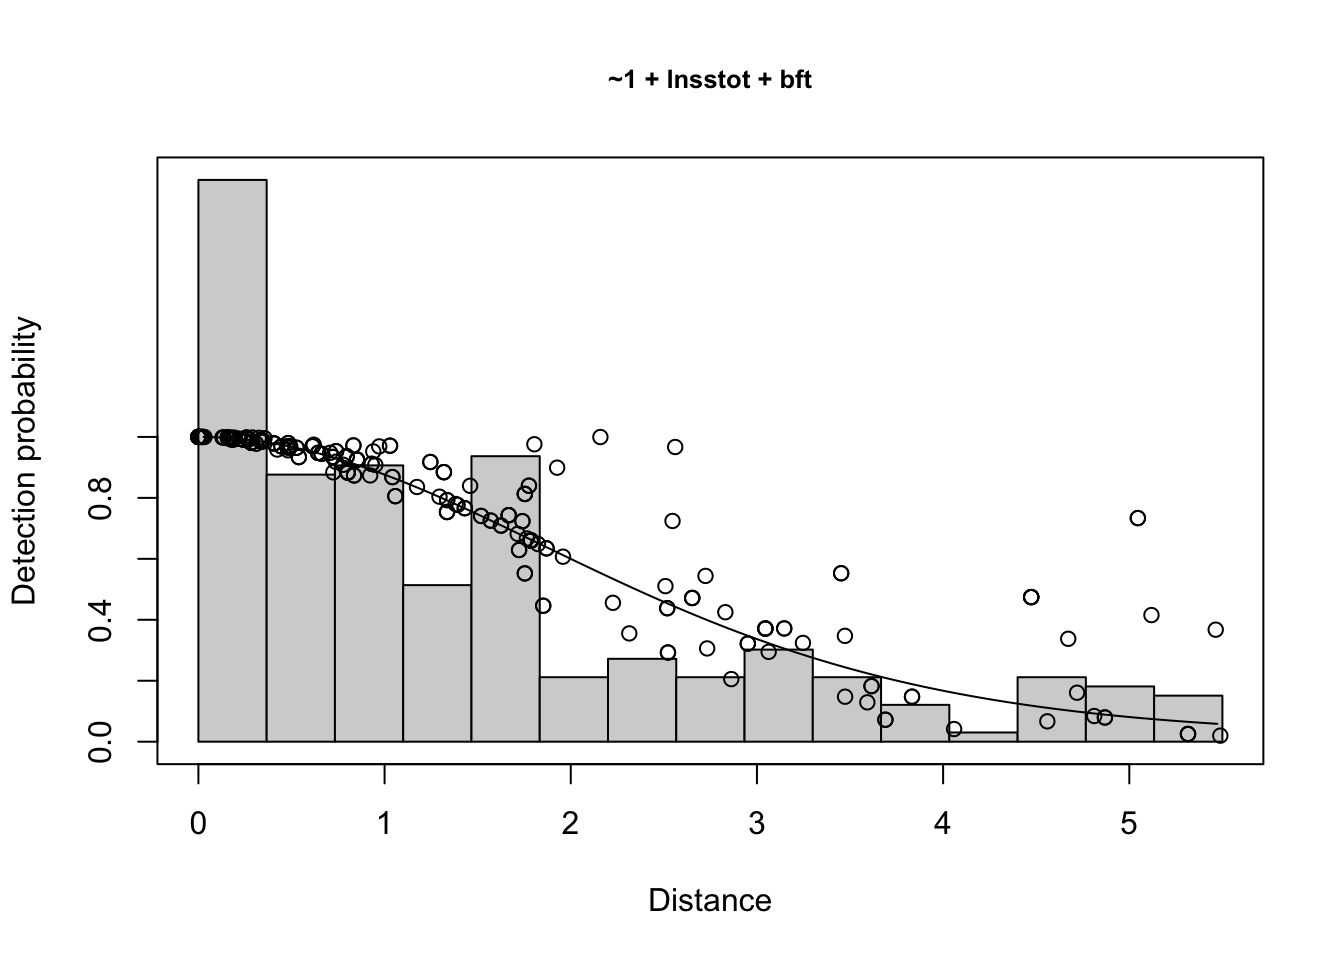 ~1 + lnsstot + bft
Detection probability
0.8
0.4
0.0
0 1 2 3 4 5
Distance